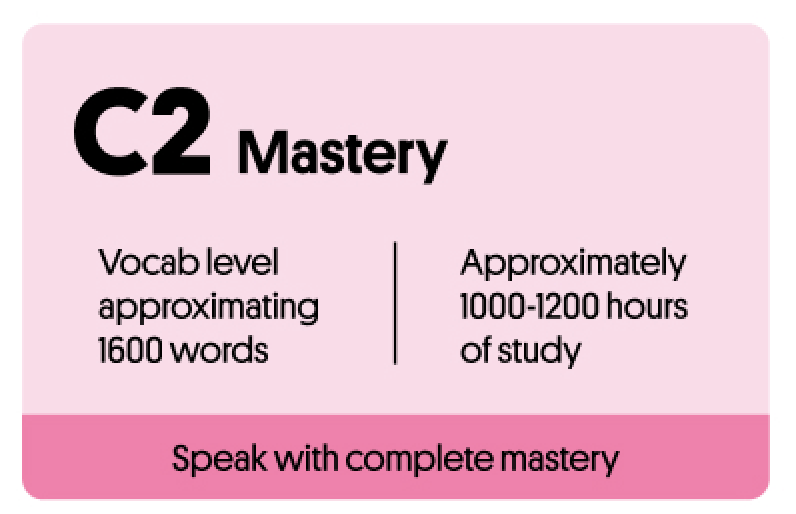 C2 Mastery
Vocab level
approximating
1600 words
Approximately
1000-1200 hours
of study
Speak with complete mastery